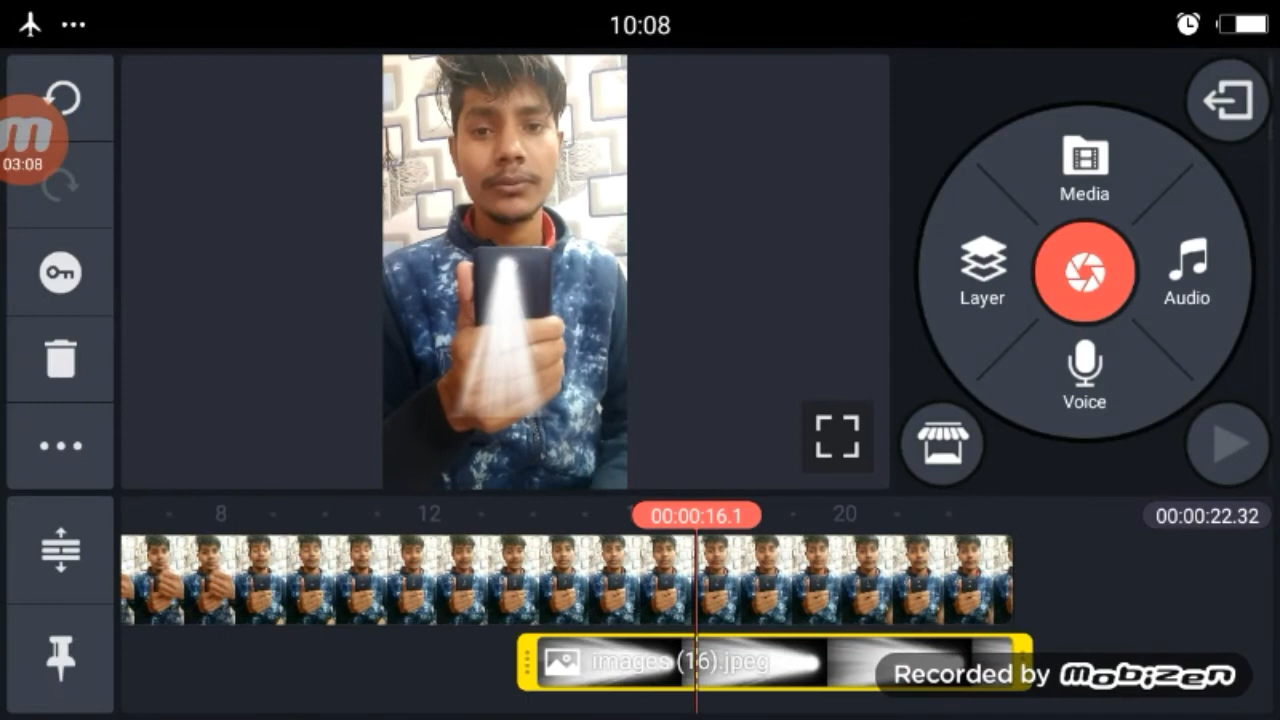 10:08
m
03:08
Media
Layer
Audio
Voice
8
12
00:00:16.1
20
00:00:22.32
images (16).jpeg
Recorded by mobizen